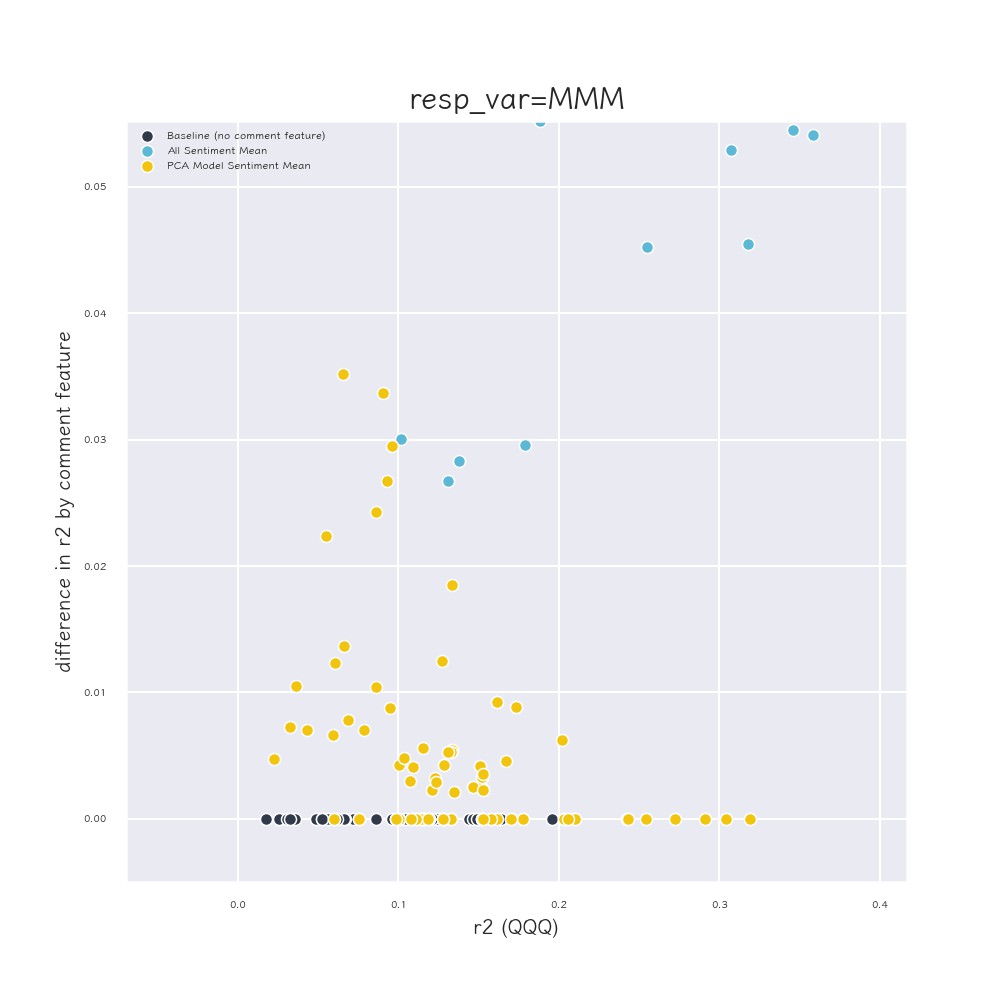 resp_var=MMM
Baseline (no comment feature)
All Sentiment Mean
PCA Model Sentiment Mean
difference in r2 by comment feature
0.05
0.04
0.03
0.02
0.01
0.00
0.0 0.1 0.2 0.3 0.4
r2 (QQQ)